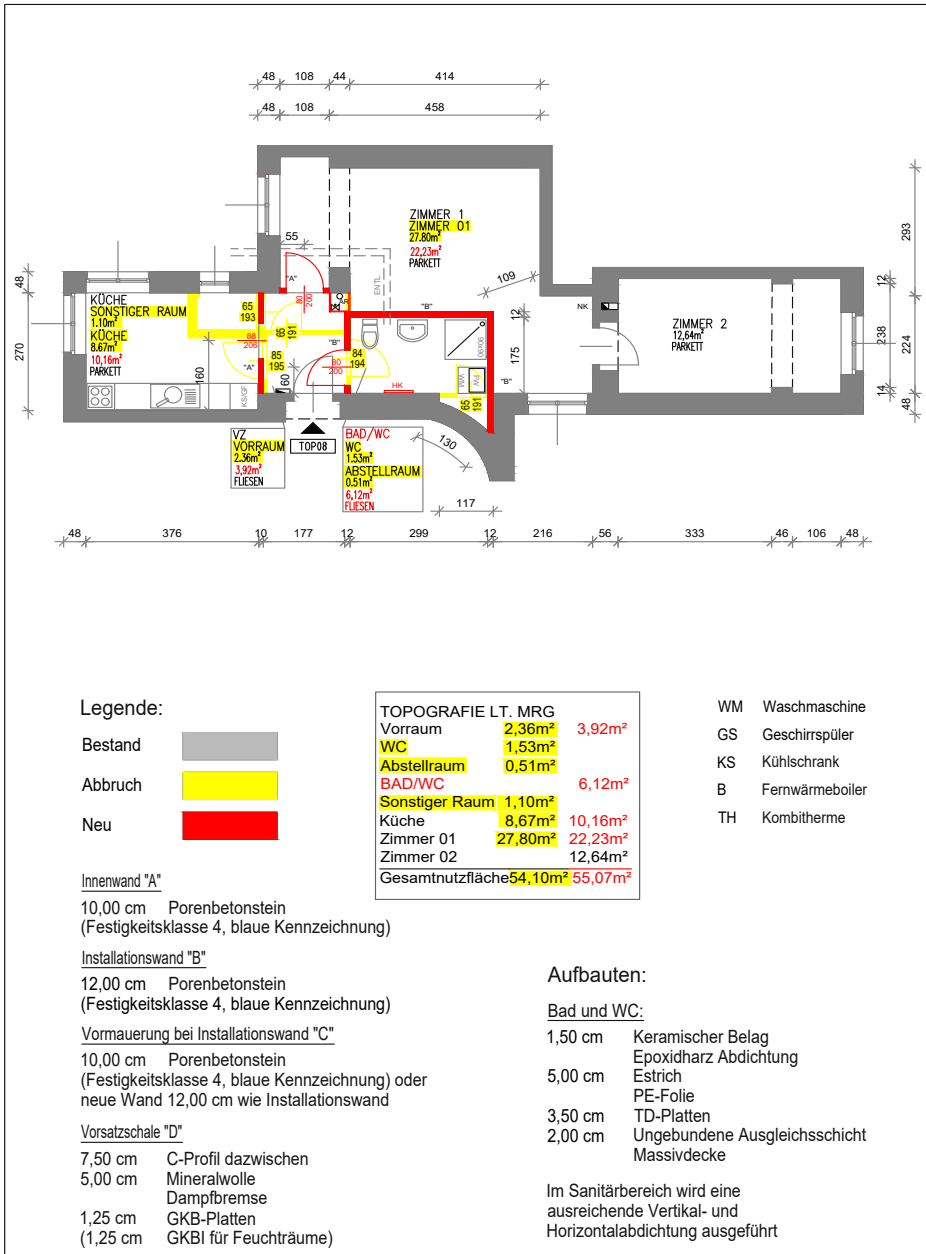 48 108 44 414
48 108 458
293
12
238
224
14
48
48
270
ZIMMER 1
ZIMMER 01
27.80m²
22,23m²
PARKETT
55
"A"
80
200
AR
ENTL.
109
"B"
12
175
"B"
NK
ZIMMER 2
12,64m²
PARKETT
KÜCHE
SONSTIGER RAUM
1.10m²
KÜCHE
8.67m²
10,16m²
PARKETT
65
193
88
206
"A"
160
KS/GF
65
191
85
195
60
"B"
84
194
80
200
HK
90x90
WM
FW
65
191
130
117
VZ
VORRAUM
2.36m²
3,92m²
FLIESEN
TOP08
BAD/WC
WC
1.53m²
ABSTELLRAUM
0.51m²
6,12m²
FLIESEN
48 376 10 177 12 299 12 216 56 333 46 106 48
Legende:
Bestand
Abbruch
Neu
TOPOGRAFIE LT. MRG
Vorraum 2,36m² 3,92m²
WC 1,53m²
Abstellraum 0,51m²
BAD/WC 6,12m²
Sonstiger Raum 1,10m²
Küche 8,67m² 10,16m²
Zimmer 01 27,80m² 22,23m²
Zimmer 02 12,64m²
Gesamtnutzfläche 54,10m² 55,07m²
WM Waschmaschine
GS Geschirrspüler
KS Kühlschrank
B Fernwärmeboiler
TH Kombitherme
Innenwand "A"
10,00 cm Porenbetonstein
(Festigkeitsklasse 4, blaue Kennzeichnung)
Installationswand "B"
12,00 cm Porenbetonstein
(Festigkeitsklasse 4, blaue Kennzeichnung)
Vormauerung bei Installationswand "C"
10,00 cm Porenbetonstein
(Festigkeitsklasse 4, blaue Kennzeichnung) oder
neue Wand 12,00 cm wie Installationswand
Vorsatzschale "D"
7,50 cm C-Profil dazwischen
5,00 cm Mineralwolle
Dampfbremse
1,25 cm GKB-Platten
(1,25 cm GKBI für Feuchträume)
Aufbauten:
Bad und WC:
1,50 cm Keramischer Belag
Epoxidharz Abdichtung
5,00 cm Estrich
PE-Folie
3,50 cm TD-Platten
2,00 cm Ungebundene Ausgleichsschicht
Massivdecke
Im Sanitärbereich wird eine
ausreichende Vertikal- und
Horizontalabdichtung ausgeführt